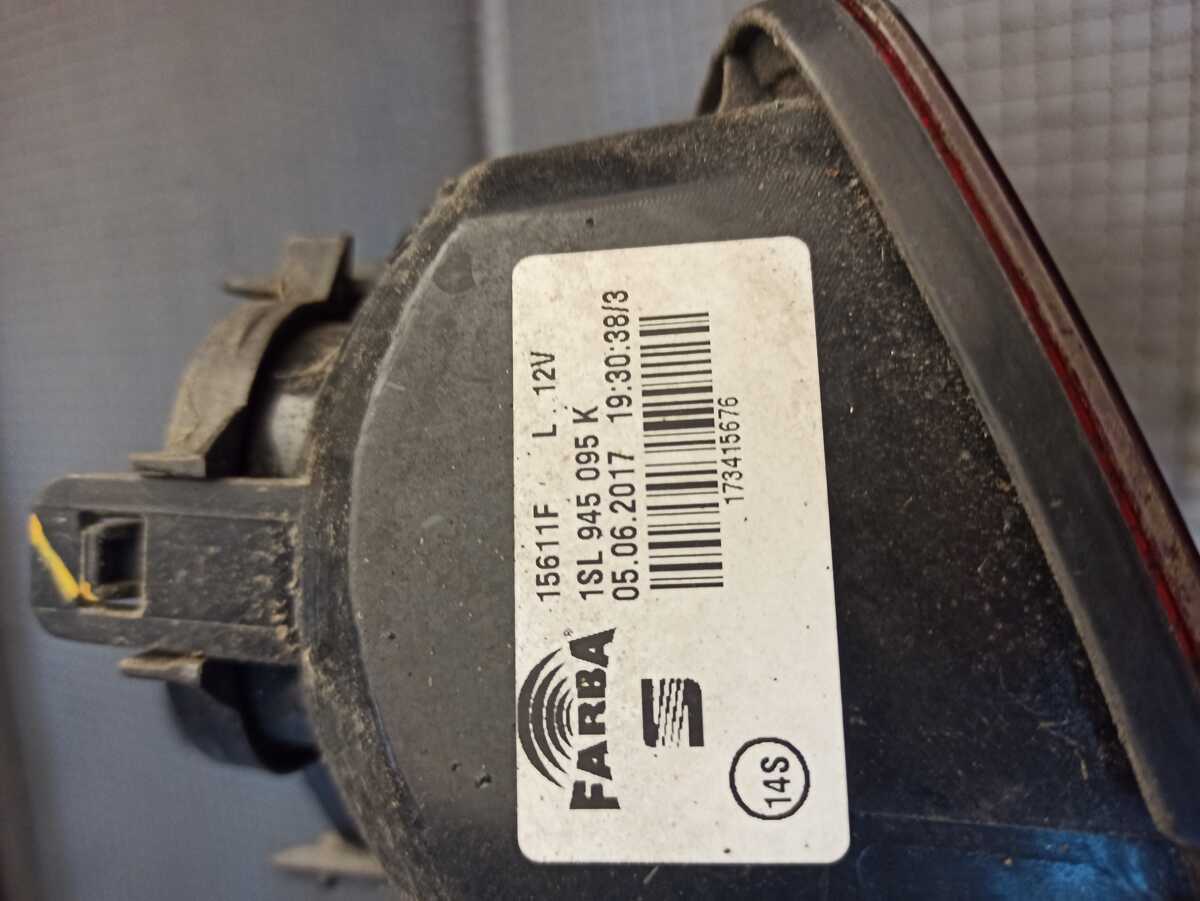 FARBA®
15611F L. 12V
1SL 945 095 K
05.06.2017 19:30:38/3
173415676
14S